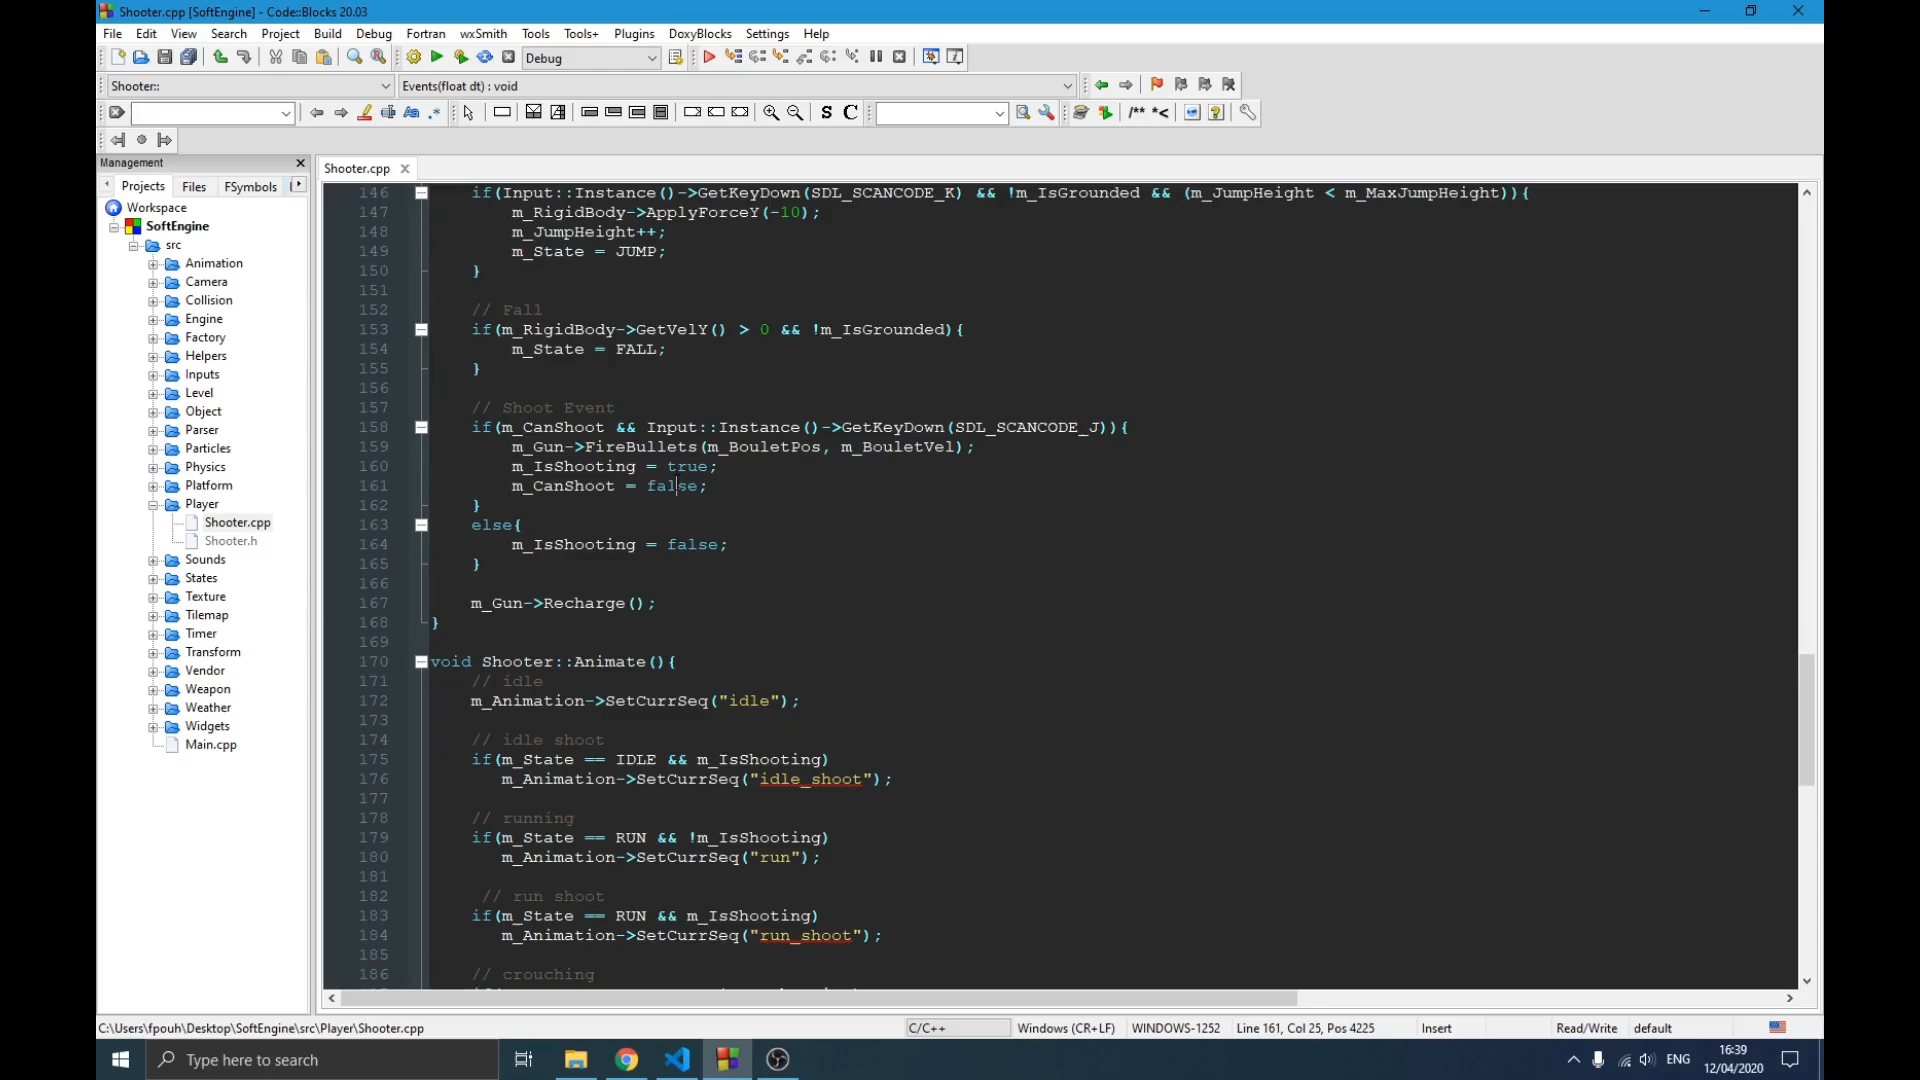 Shooter.cpp [SoftEngine] - Code::Blocks 20.03
File Edit View Search Project Build Debug Fortran wxSmith Tools Tools+ Plugins DoxyBlocks Settings Help
Debug
Shooter:: Events(float dt) : void
S C /** *<
Management
Projects Files FSymbols
Shooter.cpp
Workspace
SoftEngine
src
Animation
Camera
Collision
Engine
Factory
Helpers
Inputs
Level
Object
Parser
Particles
Physics
Platform
Player
Shooter.cpp
Shooter.h
Sounds
States
Texture
Tilemap
Timer
Transform
Vendor
Weapon
Weather
Widgets
Main.cpp
146 if(Input::Instance()->GetKeyDown(SDL_SCANCODE_K) && !m_IsGrounded && (m_JumpHeight < m_MaxJumpHeight)){
147 m_RigidBody->ApplyForceY(-10);
148 m_JumpHeight++;
149 m_State = JUMP;
150 }
151
152 // Fall
153 if(m_RigidBody->GetVelY() > 0 && !m_IsGrounded){
154 m_State = FALL;
155 }
156
157 // Shoot Event
158 if(m_CanShoot && Input::Instance()->GetKeyDown(SDL_SCANCODE_J)){
159 m_Gun->FireBullets(m_BouletPos, m_BouletVel);
160 m_IsShooting = true;
161 m_CanShoot = false;
162 }
163 else{
164 m_IsShooting = false;
165 }
166
167 m_Gun->Recharge();
168 }
169
170 void Shooter::Animate(){
171 // idle
172 m_Animation->SetCurrSeq("idle");
173
174 // idle shoot
175 if(m_State == IDLE && m_IsShooting)
176 m_Animation->SetCurrSeq("idle_shoot");
177
178 // running
179 if(m_State == RUN && !m_IsShooting)
180 m_Animation->SetCurrSeq("run");
181
182 // run shoot
183 if(m_State == RUN && m_IsShooting)
184 m_Animation->SetCurrSeq("run_shoot");
185
186 // crouching
C:\Users\fpouh\Desktop\SoftEngine\src\Player\Shooter.cpp C/C++ Windows (CR+LF) WINDOWS-1252 Line 161, Col 25, Pos 4225 Insert Read/Write default
Type here to search
ENG
16:39
12/04/2020